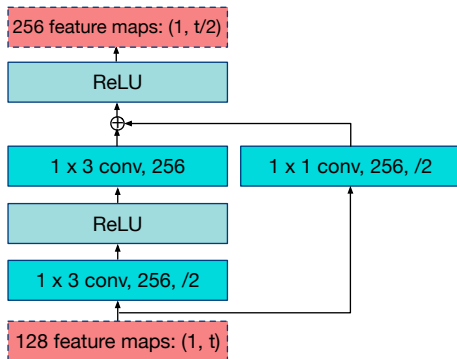 256 feature maps: (1, t/2)
ReLU
1 x 3 conv, 256
1 x 1 conv, 256, /2
ReLU
1 x 3 conv, 256, /2
128 feature maps: (1, t)